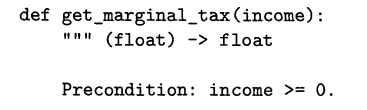 def get_marginal_tax(income):
    """ (float) -> float
    Precondition: income >= 0.